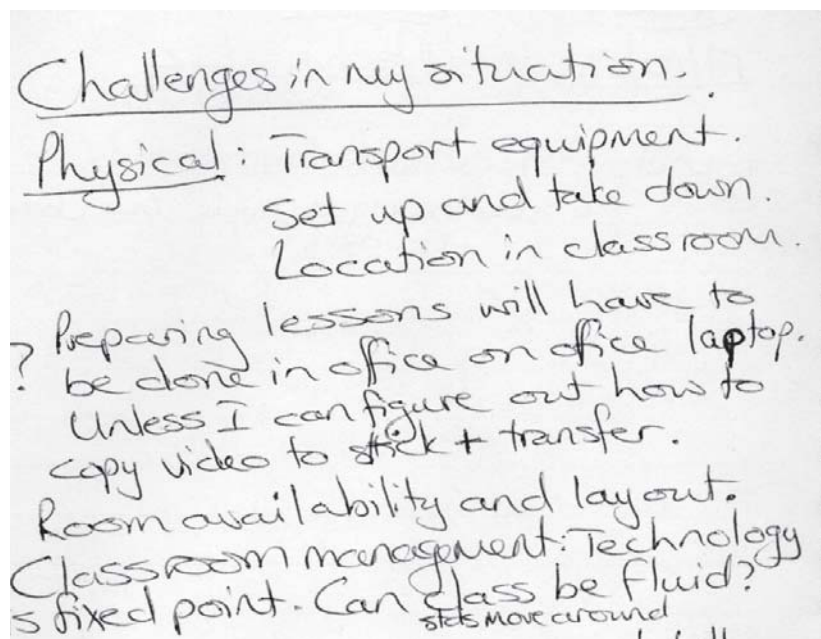 Challenges in my situation.
Physical: Transport equipment.
Set up and take down.
Location in classroom.
Preparing lessons will have to
? be done in office on office laptop.
Unless I can figure out how to
copy video to stick + transfer.
Room availability and layout.
Classroom management: Technology
s fixed point. Can class be fluid?
sts move around